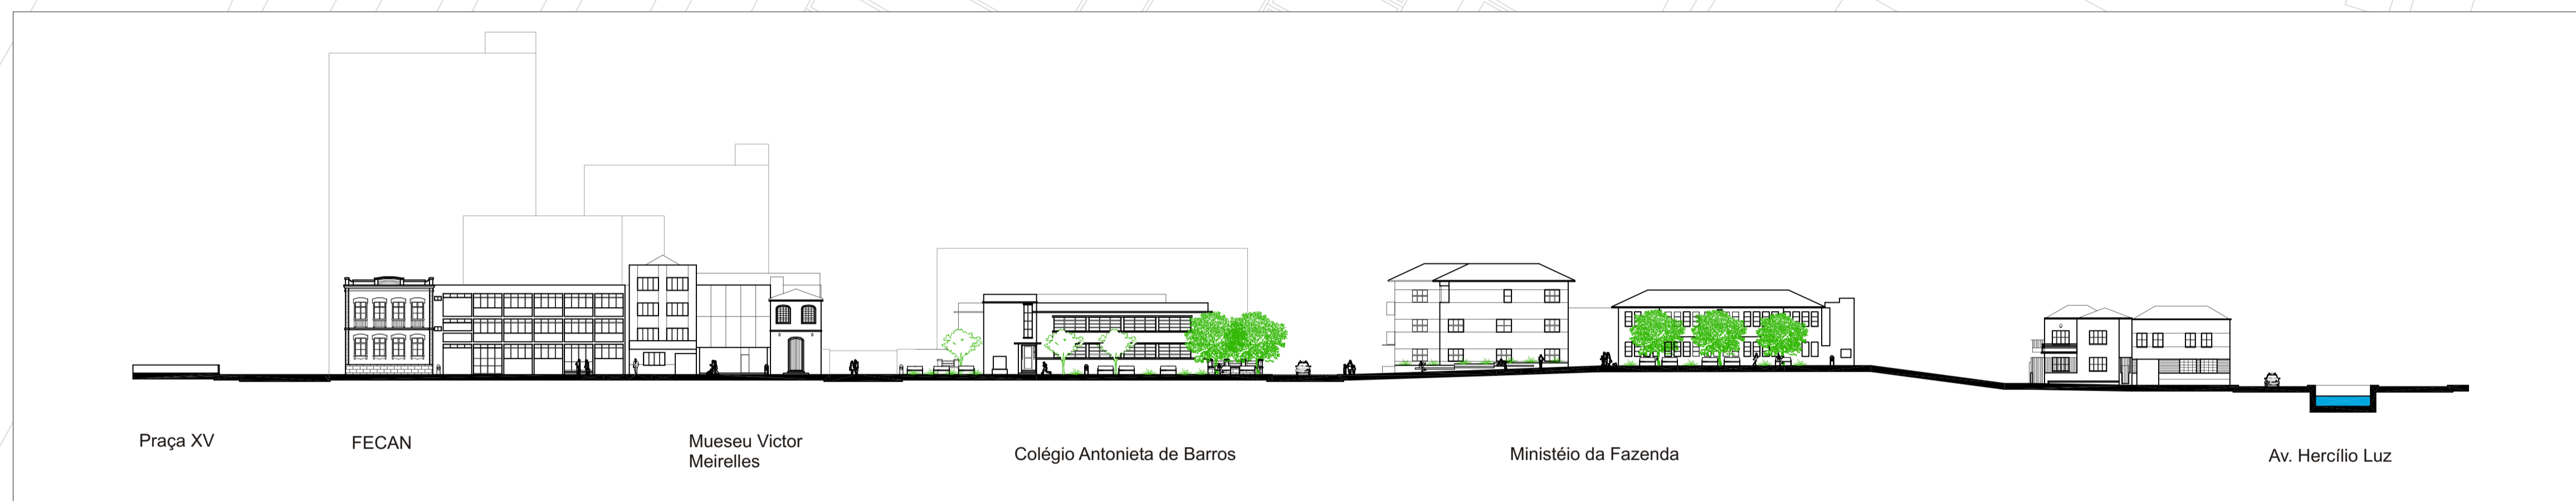 Praça XV
FECAN
Mueseu Victor
Meirelles
Colégio Antonieta de Barros
Ministéio da Fazenda
Av. Hercílio Luz